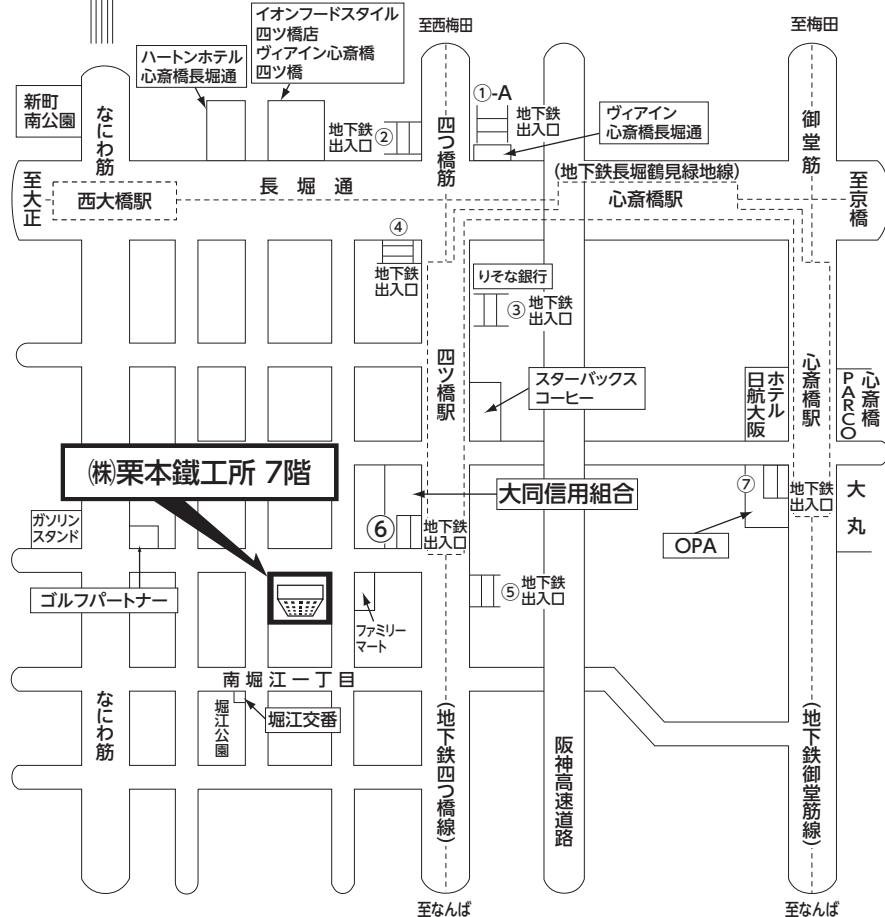 至西梅田
至梅田
イオンフードスタイル
四ツ橋店
ヴィアイン心斎橋
四ツ橋
ハートンホテル
心斎橋長堀通
新町
南公園
なにわ筋
地下鉄
出入口
②
四つ橋筋
①-A
地下鉄
出入口
ヴィアイン
心斎橋長堀通
御堂筋
至大正
西大橋駅
長堀通
(地下鉄長堀鶴見緑地線)
心斎橋駅
至京橋
④
地下鉄
出入口
りそな銀行
③
地下鉄
出入口
四ツ橋駅
スターバックス
コーヒー
ホテル
日航大阪
心斎橋駅
心斎橋
PARCO
㈱栗本鐵工所 7階
大同信用組合
⑦
地下鉄
出入口
大丸
ガソリン
スタンド
⑥
地下鉄
出入口
OPA
ゴルフパートナー
ファミリー
マート
⑤
地下鉄
出入口
南堀江一丁目
なにわ筋
堀江公園
堀江交番
(地下鉄四つ橋線)
阪神高速道路
(地下鉄御堂筋線)
至なんば
至なんば